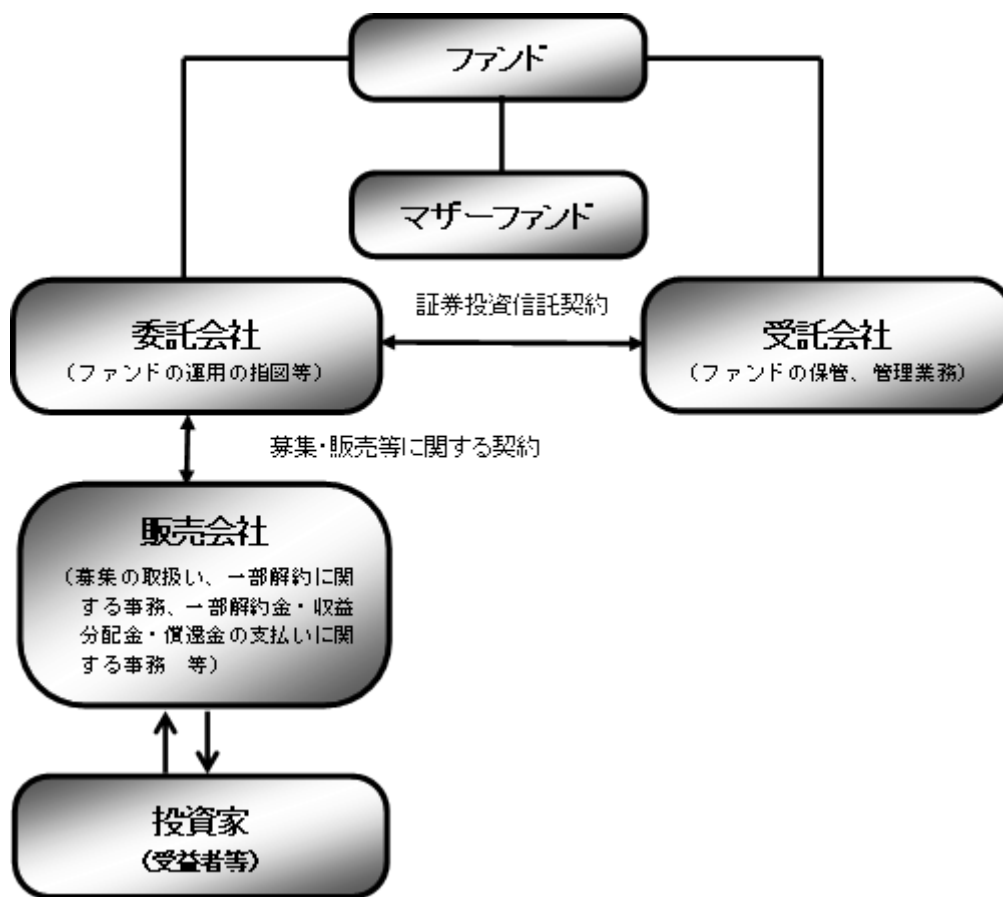 ファンド
マザーファンド
証券投資信託契約
委託会社
（ファンドの運用の指図等）
受託会社
（ファンドの保管、管理業務）
募集・販売等に関する契約
販売会社
（募集の取扱い、一部解約に関
する事務、一部解約金・収益
分配金・償還金の支払いに関
する事務　等）
投資家
（受益者等）